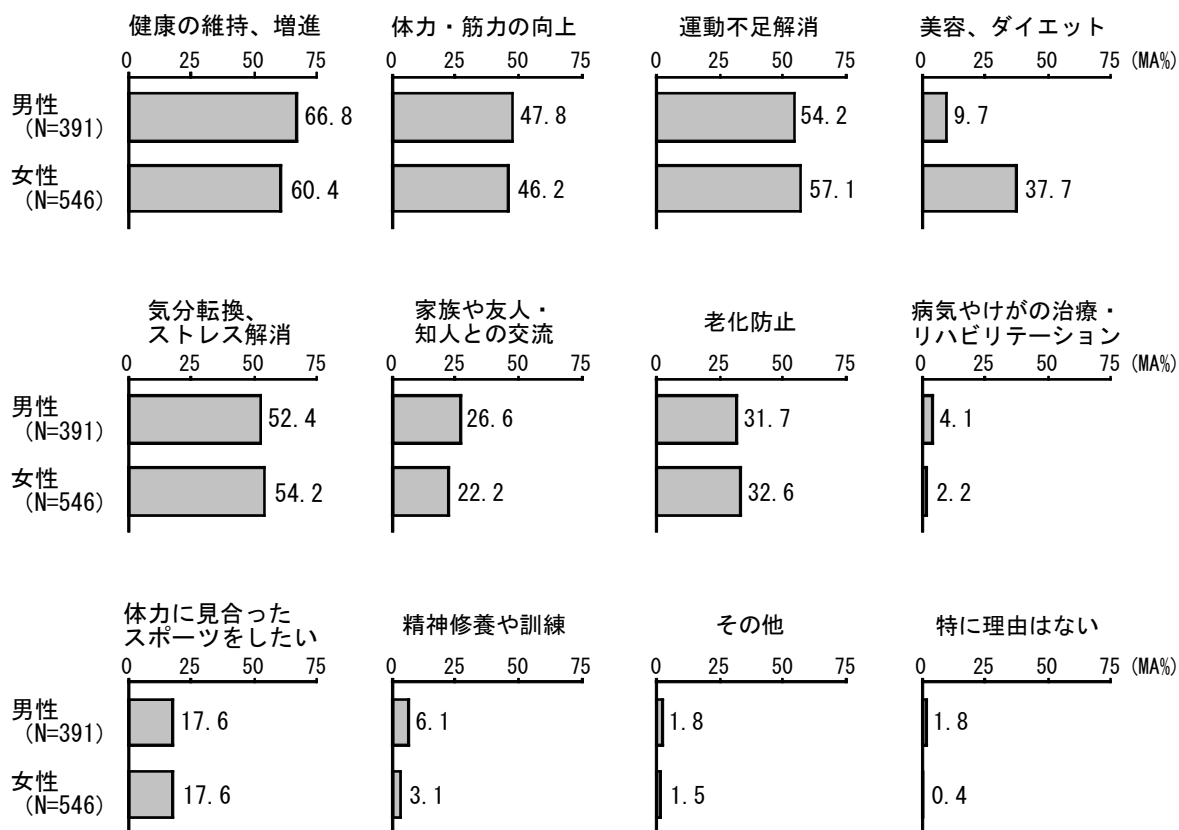 健康の維持、増進 体力・筋力の向上 運動不足解消 美容、ダイエット
0 25 50 75 0 25 50 75 0 25 50 75 0 25 50 75 (MA%)
男性
(N=391)
66.8 47.8 54.2 9.7
女性
(N=546)
60.4 46.2 57.1 37.7
気分転換、
ストレス解消
家族や友人・
知人との交流
老化防止
病気やけがの治療・
リハビリテーション
0 25 50 75 0 25 50 75 0 25 50 75 0 25 50 75 (MA%)
男性
(N=391)
52.4 26.6 31.7 4.1
女性
(N=546)
54.2 22.2 32.6 2.2
体力に見合った
スポーツをしたい
精神修養や訓練
その他
特に理由はない
0 25 50 75 0 25 50 75 0 25 50 75 0 25 50 75 (MA%)
男性
(N=391)
17.6 6.1 1.8 1.8
女性
(N=546)
17.6 3.1 1.5 0.4